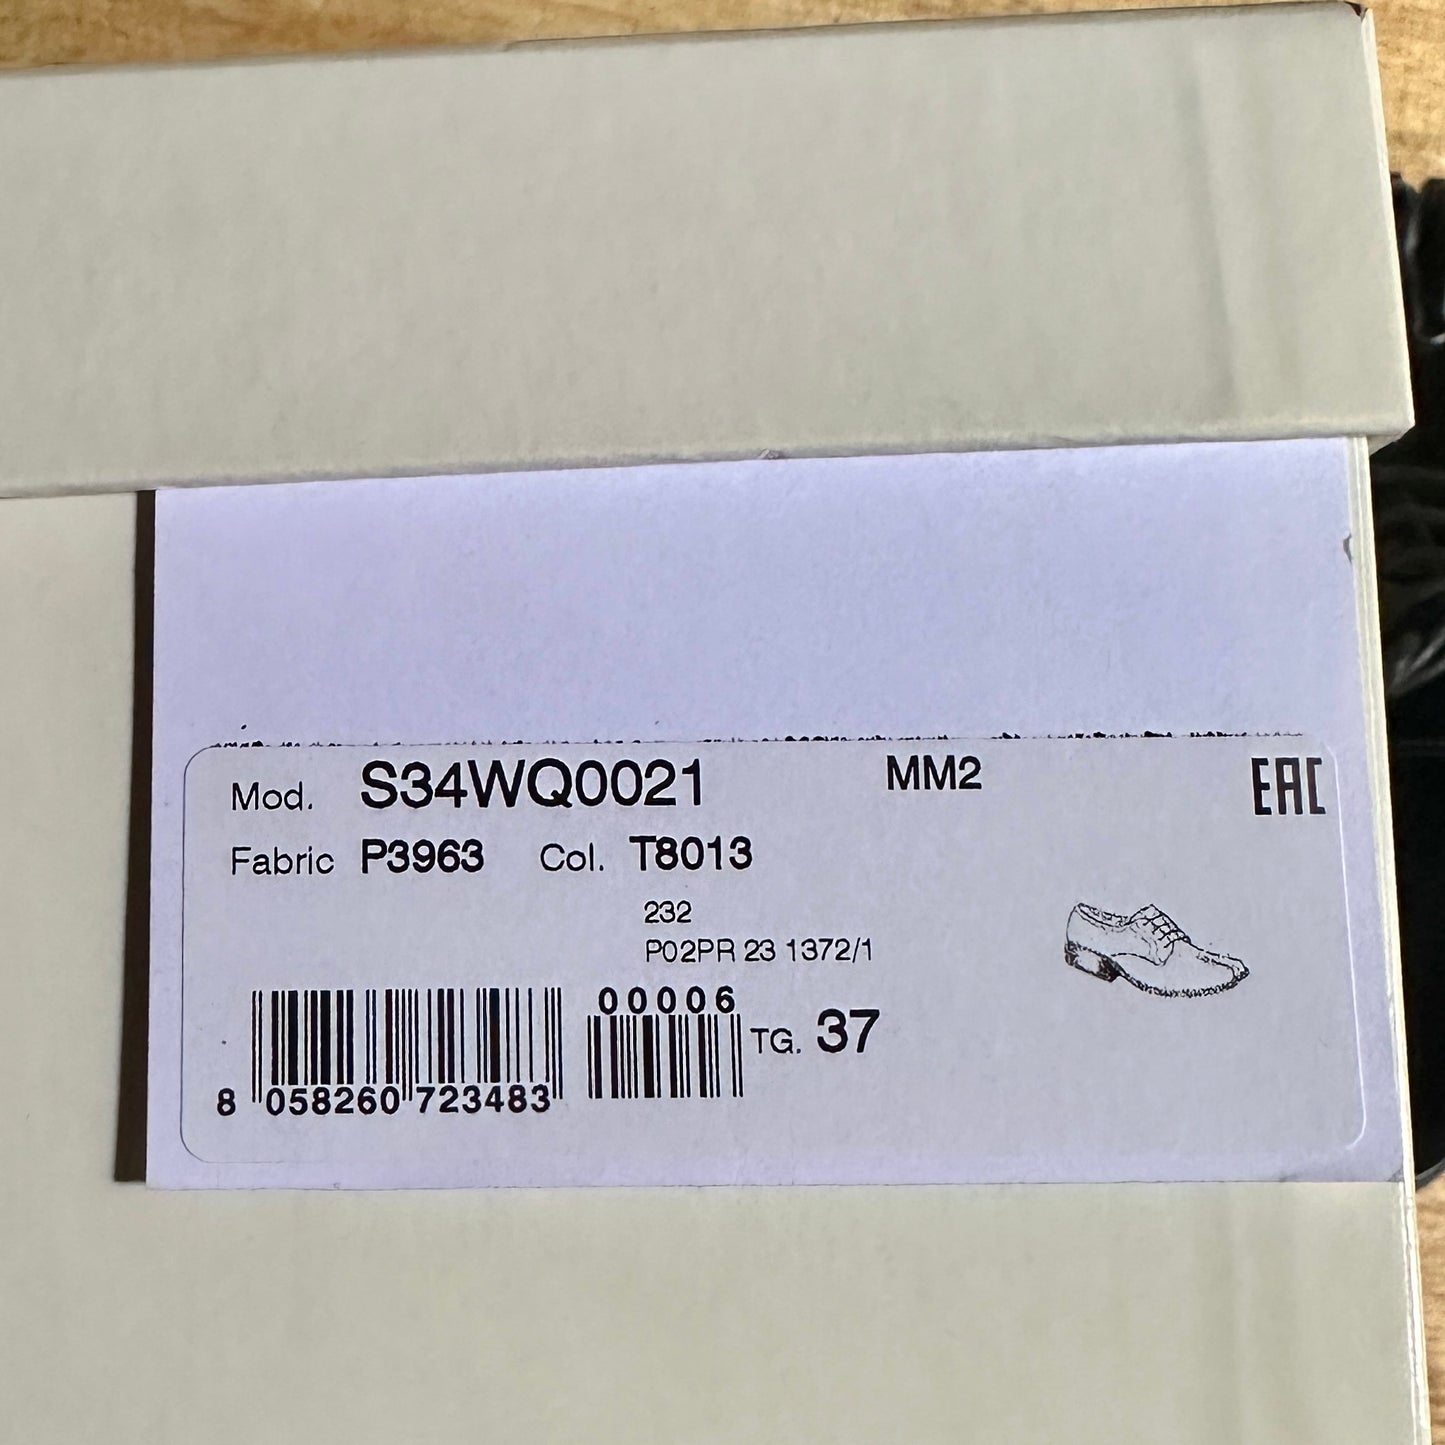 Mod. S34WQ0021 MM2 EAC
Fabric P3963 Col. T8013
232
P02PR 23 1372/1
00006
TG. 37
8 058260 723483